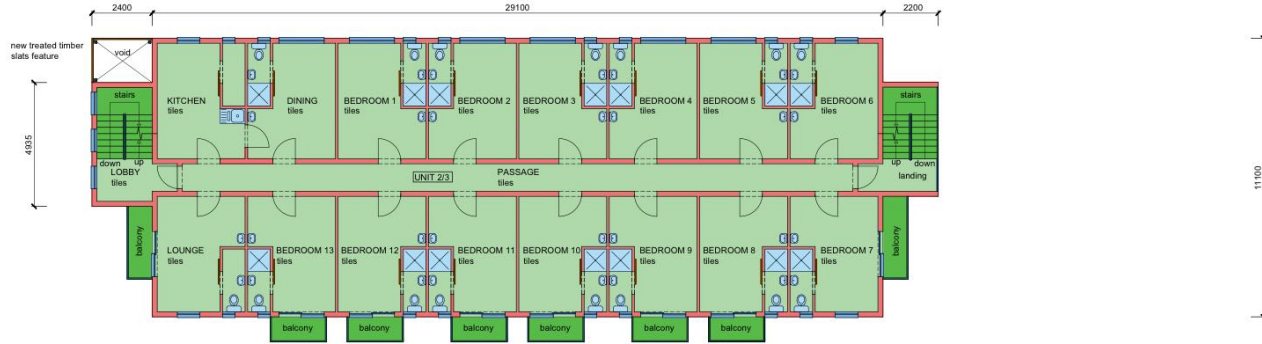 2400
29100
2200
new treated timber
slats feature
void
stairs
KITCHEN
tiles
DINING
tiles
BEDROOM 1
tiles
BEDROOM 2
tiles
BEDROOM 3
tiles
BEDROOM 4
tiles
BEDROOM 5
tiles
BEDROOM 6
tiles
stairs
4935
11100
down
up
LOBBY
tiles
UNIT 2/3
PASSAGE
tiles
up
down
landing
balcony
LOUNGE
tiles
BEDROOM 13
tiles
BEDROOM 12
tiles
BEDROOM 11
tiles
BEDROOM 10
tiles
BEDROOM 9
tiles
BEDROOM 8
tiles
BEDROOM 7
tiles
balcony
balcony
balcony
balcony
balcony
balcony
balcony